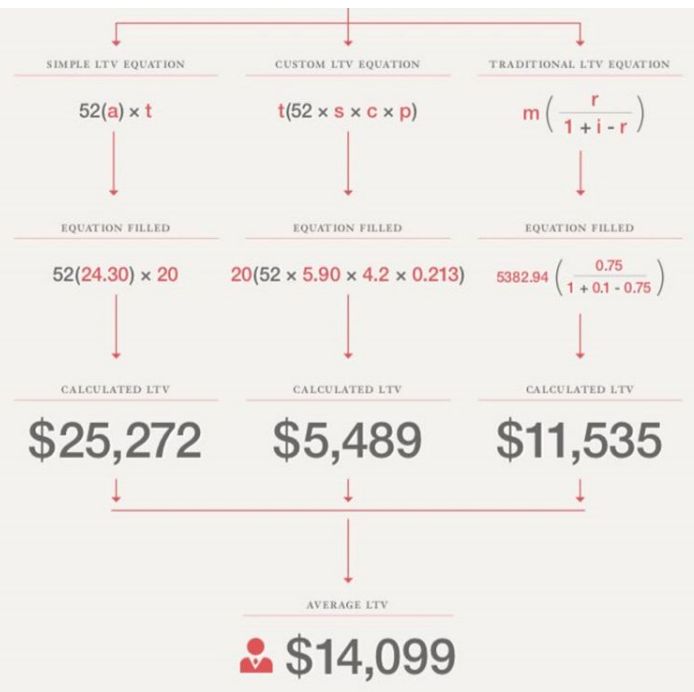 SIMPLE LTV EQUATION
CUSTOM LTV EQUATION
TRADITIONAL LTV EQUATION
52(a) × t
t(52 × s × c × p)
m ( r / 1 + i - r )
EQUATION FILLED
EQUATION FILLED
EQUATION FILLED
52(24.30) × 20
20(52 × 5.90 × 4.2 × 0.213)
5382.94 ( 0.75 / 1 + 0.1 - 0.75 )
CALCULATED LTV
CALCULATED LTV
CALCULATED LTV
$25,272
$5,489
$11,535
AVERAGE LTV
$14,099